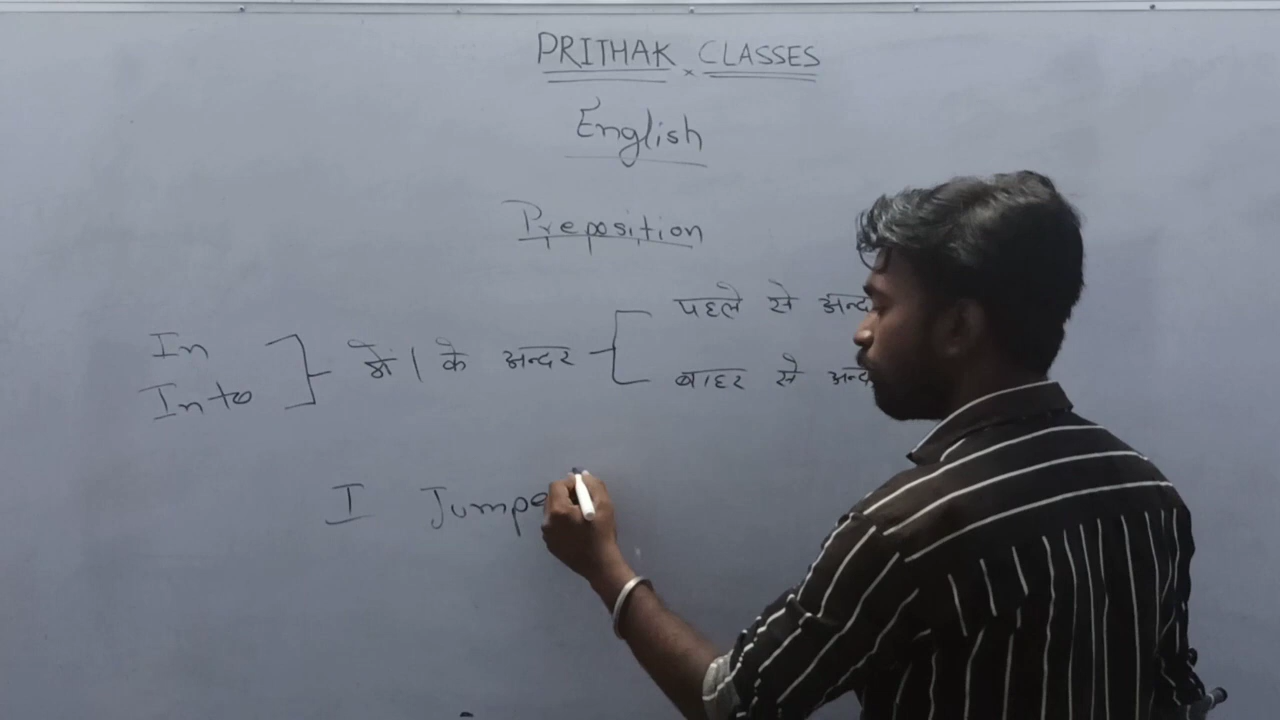 PRITHAK × CLASSES
English
Preposition
पहले से अन्द
In
में / के अन्दर
Into
बाहर से अन्द
I Jumpe